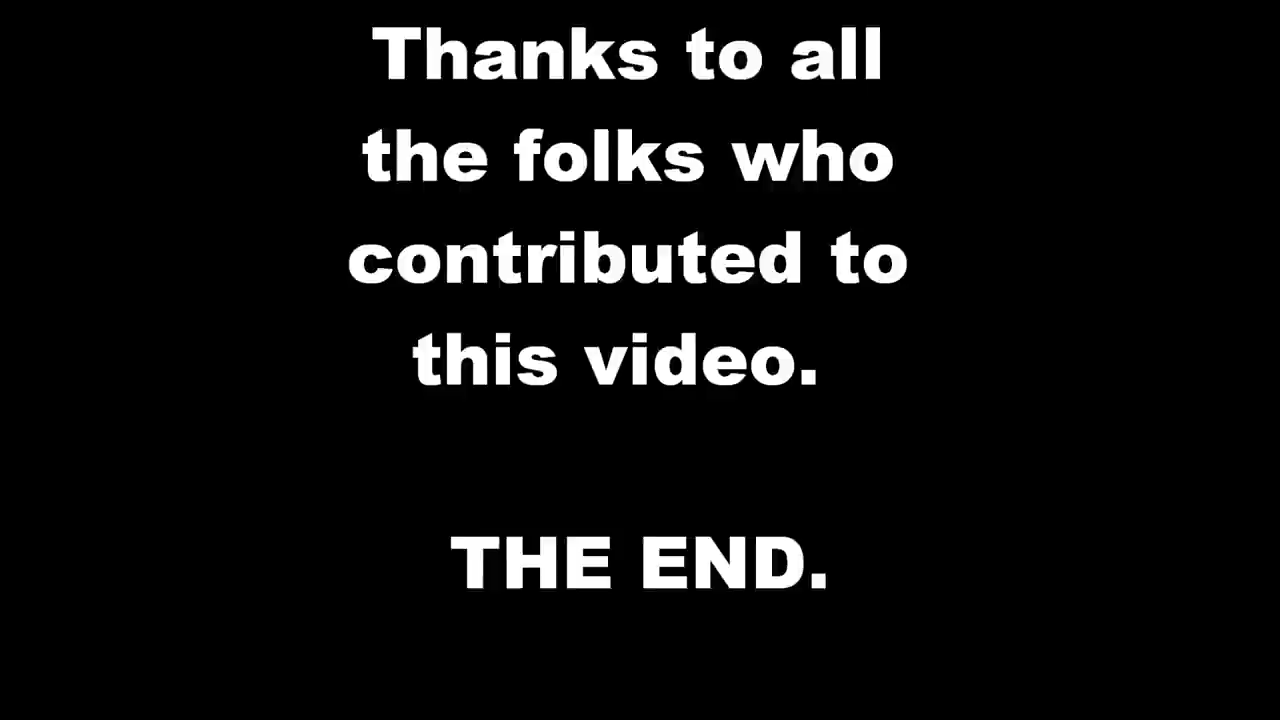 Thanks to all
the folks who
contributed to
this video.
THE END.